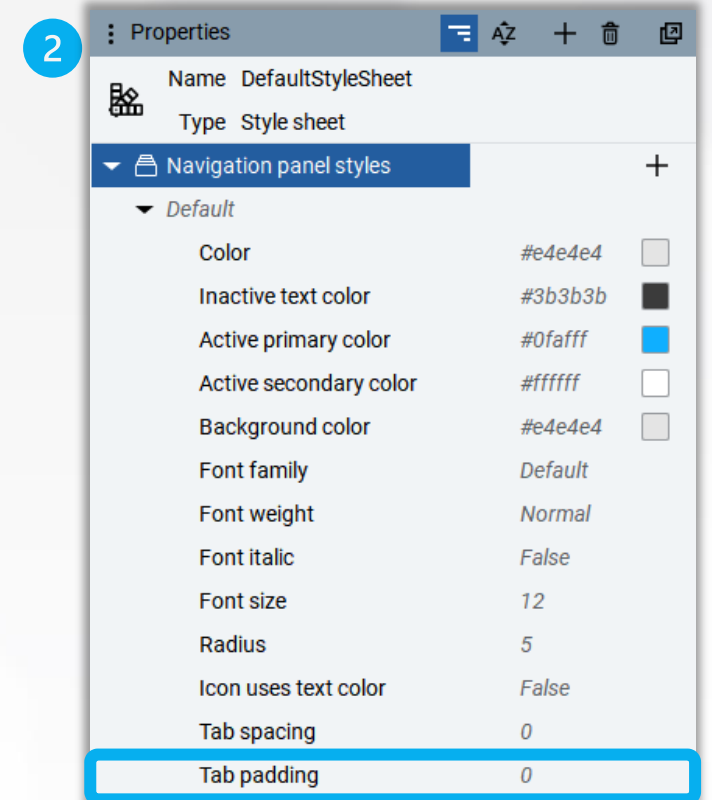 2
Properties AZ
Name DefaultStyleSheet
Type Style sheet
Navigation panel styles
Default
Color #e4e4e4
Inactive text color #3b3b3b
Active primary color #0fafff
Active secondary color #ffffff
Background color #e4e4e4
Font family Default
Font weight Normal
Font italic False
Font size 12
Radius 5
Icon uses text color False
Tab spacing 0
Tab padding 0